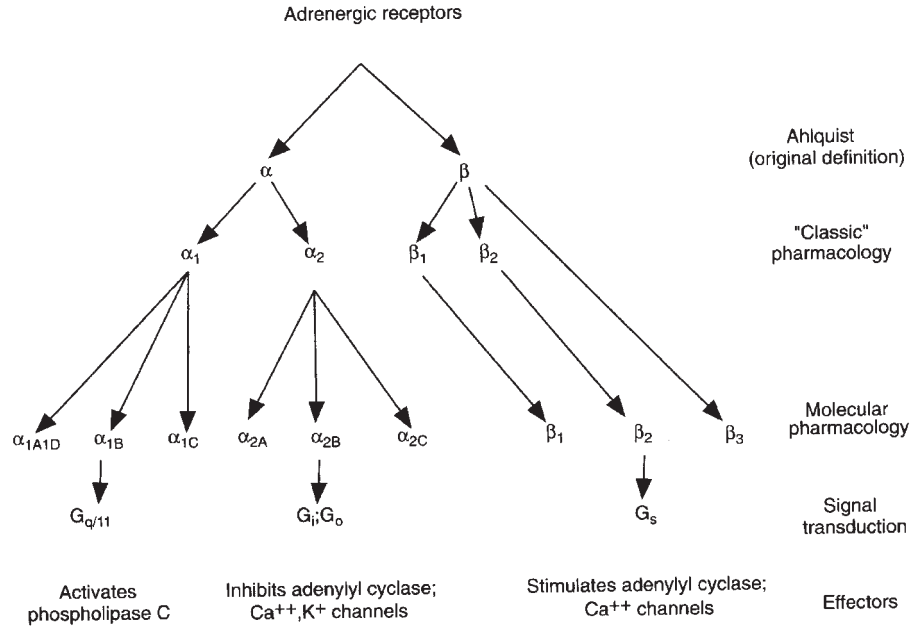 Adrenergic receptors
Ahlquist
(original definition)
α
β
"Classic"
pharmacology
α1
α2
β1
β2
Molecular
pharmacology
α1A1D
α1B
α1C
α2A
α2B
α2C
β1
β2
β3
Gq/11
Gi;Go
Gs
Signal
transduction
Activates
phospholipase C
Inhibits adenylyl cyclase;
Ca++,K+ channels
Stimulates adenylyl cyclase;
Ca++ channels
Effectors